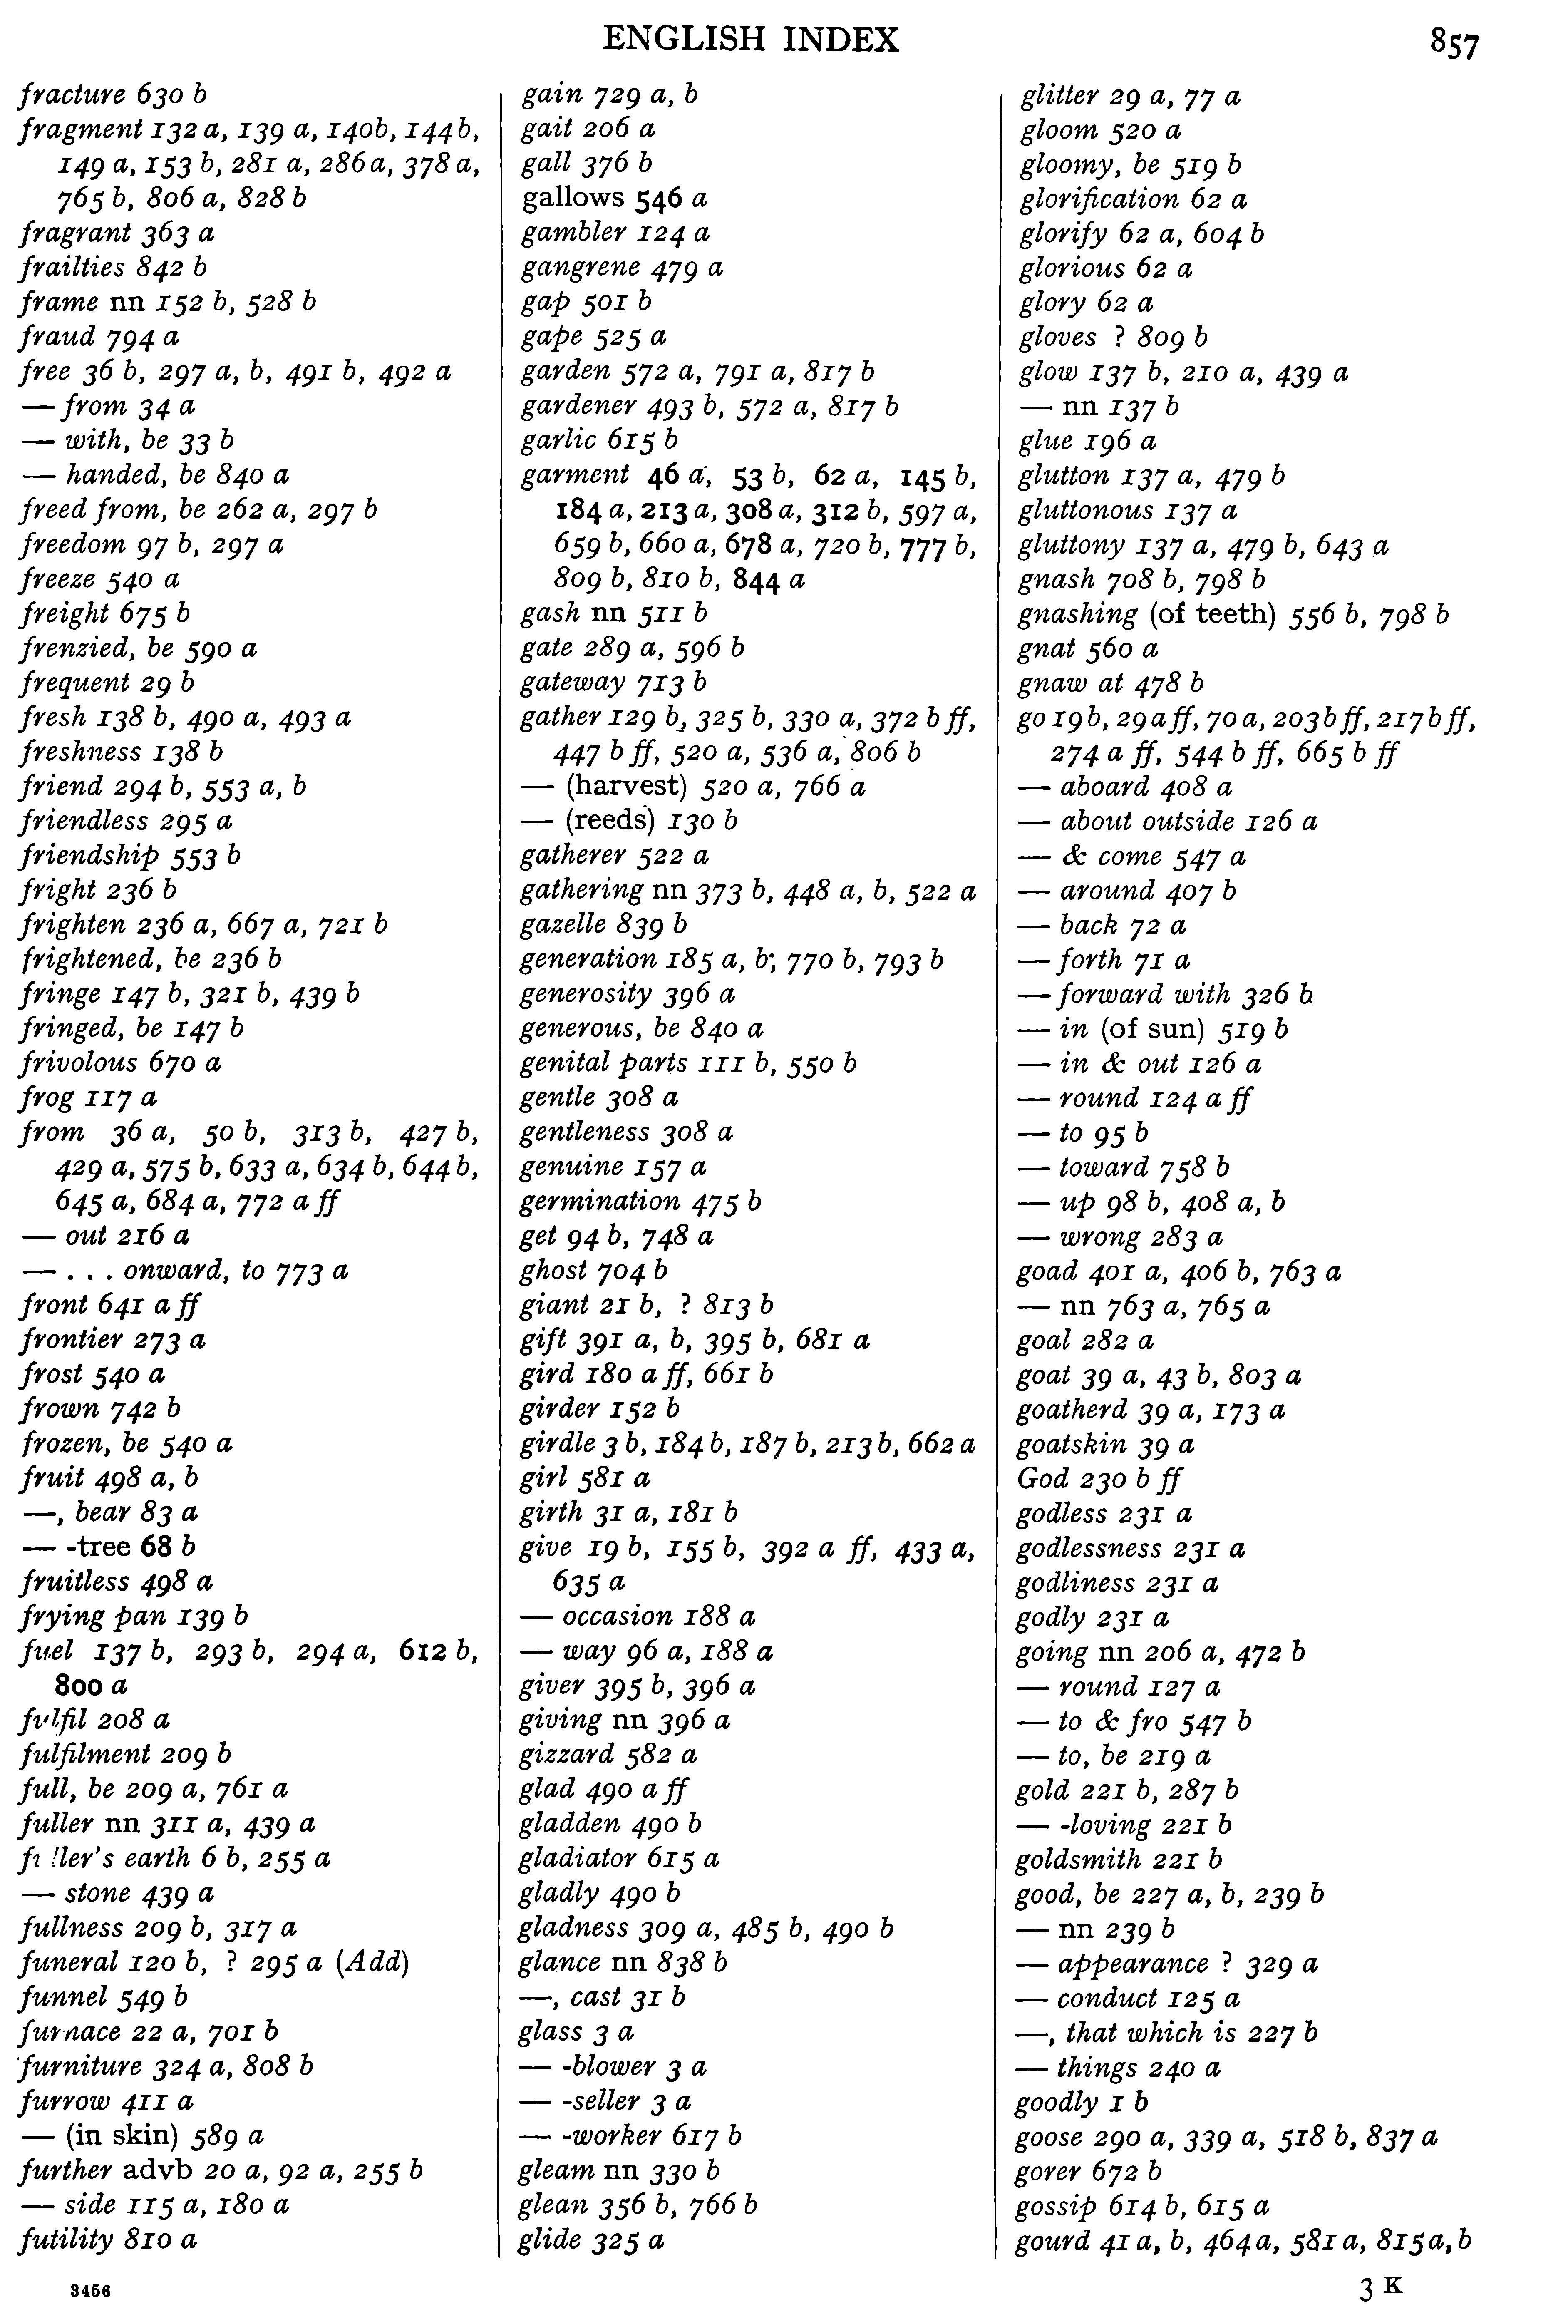 ENGLISH INDEX
857
fracture 630 b
fragment 132 a, 139 a, 140b, 144b,
149 a, 153 b, 281 a, 286a, 378 a,
765 b, 806 a, 828 b
fragrant 363 a
frailties 842 b
frame nn 152 b, 528 b
fraud 794 a
free 36 b, 297 a, b, 491 b, 492 a
— from 34 a
— with, be 33 b
— handed, be 840 a
freed from, be 262 a, 297 b
freedom 97 b, 297 a
freeze 540 a
freight 675 b
frenzied, be 590 a
frequent 29 b
fresh 138 b, 490 a, 493 a
freshness 138 b
friend 294 b, 553 a, b
friendless 295 a
friendship 553 b
fright 236 b
frighten 236 a, 667 a, 721 b
frightened, be 236 b
fringe 147 b, 321 b, 439 b
fringed, be 147 b
frivolous 670 a
frog 117 a
from 36 a, 50 b, 313 b, 427 b,
429 a, 575 b, 633 a, 634 b, 644 b,
645 a, 684 a, 772 a ff
— out 216 a
— . . . onward, to 773 a
front 641 a ff
frontier 273 a
frost 540 a
frown 742 b
frozen, be 540 a
fruit 498 a, b
—, bear 83 a
— -tree 68 b
fruitless 498 a
frying pan 139 b
fuel 137 b, 293 b, 294 a, 612 b,
800 a
fulfil 208 a
fulfilment 209 b
full, be 209 a, 761 a
fuller nn 311 a, 439 a
fuller's earth 6 b, 255 a
— stone 439 a
fullness 209 b, 317 a
funeral 120 b, ? 295 a (Add)
funnel 549 b
furnace 22 a, 701 b
furniture 324 a, 808 b
furrow 411 a
— (in skin) 589 a
further advb 20 a, 92 a, 255 b
— side 115 a, 180 a
futility 810 a
gain 729 a, b
gait 206 a
gall 376 b
gallows 546 a
gambler 124 a
gangrene 479 a
gap 501 b
gape 525 a
garden 572 a, 791 a, 817 b
gardener 493 b, 572 a, 817 b
garlic 615 b
garment 46 a, 53 b, 62 a, 145 b,
184 a, 213 a, 308 a, 312 b, 597 a,
659 b, 660 a, 678 a, 720 b, 777 b,
809 b, 810 b, 844 a
gash nn 511 b
gate 289 a, 596 b
gateway 713 b
gather 129 b, 325 b, 330 a, 372 b ff,
447 b ff, 520 a, 536 a, 806 b
— (harvest) 520 a, 766 a
— (reeds) 130 b
gatherer 522 a
gathering nn 373 b, 448 a, b, 522 a
gazelle 839 b
generation 185 a, b, 770 b, 793 b
generosity 396 a
generous, be 840 a
genital parts 111 b, 550 b
gentle 308 a
gentleness 308 a
genuine 157 a
germination 475 b
get 94 b, 748 a
ghost 704 b
giant 21 b, ? 813 b
gift 391 a, b, 395 b, 681 a
gird 180 a ff, 661 b
girder 152 b
girdle 3 b, 184 b, 187 b, 213 b, 662 a
girl 581 a
girth 31 a, 181 b
give 19 b, 155 b, 392 a ff, 433 a,
635 a
— occasion 188 a
— way 96 a, 188 a
giver 395 b, 396 a
giving nn 396 a
gizzard 582 a
glad 490 a ff
gladden 490 b
gladiator 615 a
gladly 490 b
gladness 309 a, 485 b, 490 b
glance nn 838 b
—, cast 31 b
glass 3 a
— -blower 3 a
— -seller 3 a
— -worker 617 b
gleam nn 330 b
glean 356 b, 766 b
glide 325 a
glitter 29 a, 77 a
gloom 520 a
gloomy, be 519 b
glorification 62 a
glorify 62 a, 604 b
glorious 62 a
glory 62 a
gloves ? 809 b
glow 137 b, 210 a, 439 a
— nn 137 b
glue 196 a
glutton 137 a, 479 b
gluttonous 137 a
gluttony 137 a, 479 b, 643 a
gnash 708 b, 798 b
gnashing (of teeth) 556 b, 798 b
gnat 560 a
gnaw at 478 b
go 19 b, 29 a ff, 70 a, 203 b ff, 217 b ff,
274 a ff, 544 b ff, 665 b ff
— aboard 408 a
— about outside 126 a
— & come 547 a
— around 407 b
— back 72 a
— forth 71 a
— forward with 326 b
— in (of sun) 519 b
— in & out 126 a
— round 124 a ff
— to 95 b
— toward 758 b
— up 98 b, 408 a, b
— wrong 283 a
goad 401 a, 406 b, 763 a
— nn 763 a, 765 a
goal 282 a
goat 39 a, 43 b, 803 a
goatherd 39 a, 173 a
goatskin 39 a
God 230 b ff
godless 231 a
godlessness 231 a
godliness 231 a
godly 231 a
going nn 206 a, 472 b
— round 127 a
— to & fro 547 b
— to, be 219 a
gold 221 b, 287 b
— -loving 221 b
goldsmith 221 b
good, be 227 a, b, 239 b
— nn 239 b
— appearance ? 329 a
— conduct 125 a
—, that which is 227 b
— things 240 a
goodly 1 b
goose 290 a, 339 a, 518 b, 837 a
gorer 672 b
gossip 614 b, 615 a
gourd 41 a, b, 464 a, 581 a, 815 a, b
3456
3 K